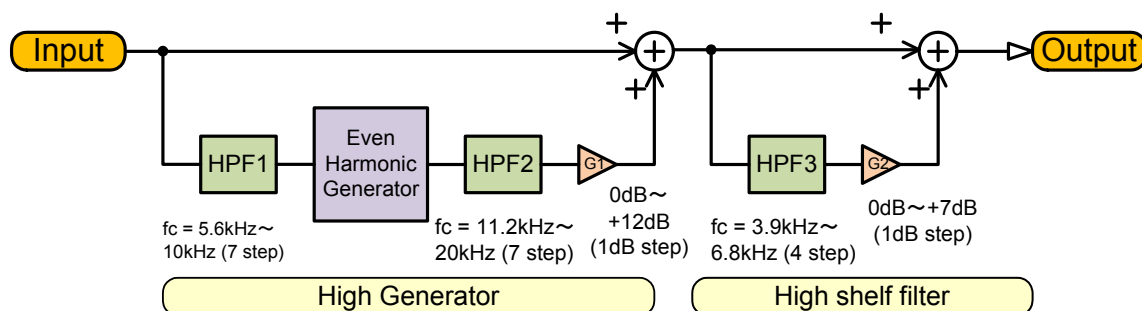 Input
+
+
+
HPF1
Even
Harmonic
Generator
HPF2
G1
fc = 5.6kHz～
10kHz (7 step)
fc = 11.2kHz～
20kHz (7 step)
0dB～
+12dB
(1dB step)
High Generator
+
+
+
Output
HPF3
G2
fc = 3.9kHz～
6.8kHz (4 step)
0dB～+7dB
(1dB step)
High shelf filter